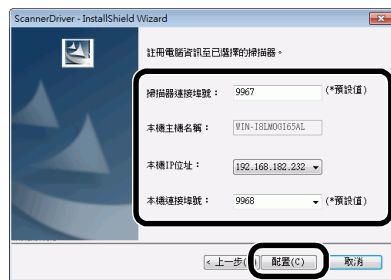 ScannerDriver - InstallShield Wizard
註冊電腦資訊至已選擇的掃描器。
掃描器連接埠號： 9967 (*預設值)
本機主機名稱： WIN-I8LMOGI65AL
本機IP位址： 192.168.182.232
本機連接埠號： 9968 (*預設值)
< 上一步( 配置(C) 取消